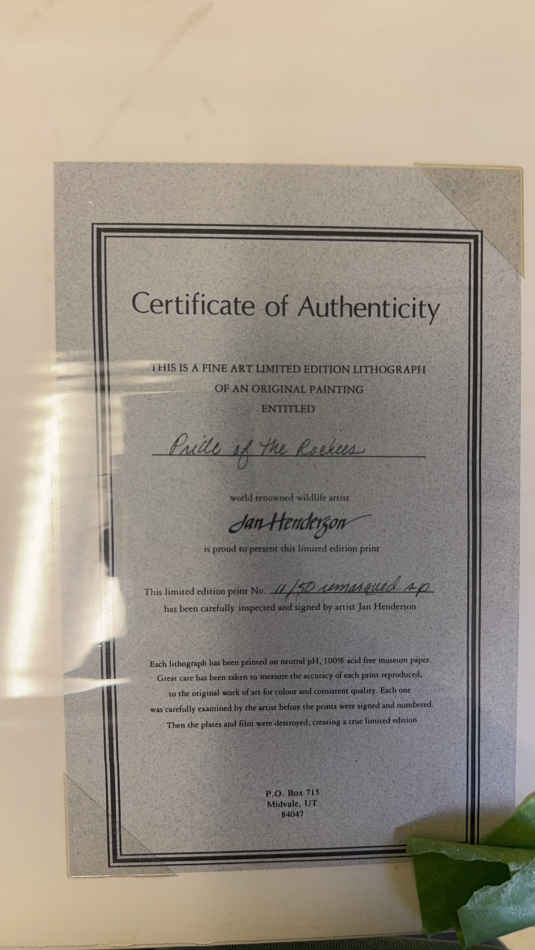 Certificate of Authenticity
THIS IS A FINE ART LIMITED EDITION LITHOGRAPH
OF AN ORIGINAL PAINTING
ENTITLED
Pride of the Rockies
world renowned wildlife artist
Jan Henderson
is proud to present this limited edition print
This limited edition print No. 11/50 remarqued a.p
has been carefully inspected and signed by artist Jan Henderson
Each lithograph has been printed on neutral pH, 100% acid free museum paper.
Great care has been taken to measure the accuracy of each print reproduced,
to the original work of art for colour and consistent quality. Each one
was carefully examined by the artist before the prints were signed and numbered.
Then the plates and film were destroyed, creating a true limited edition
P.O. Box 715
Midvale, UT
84047